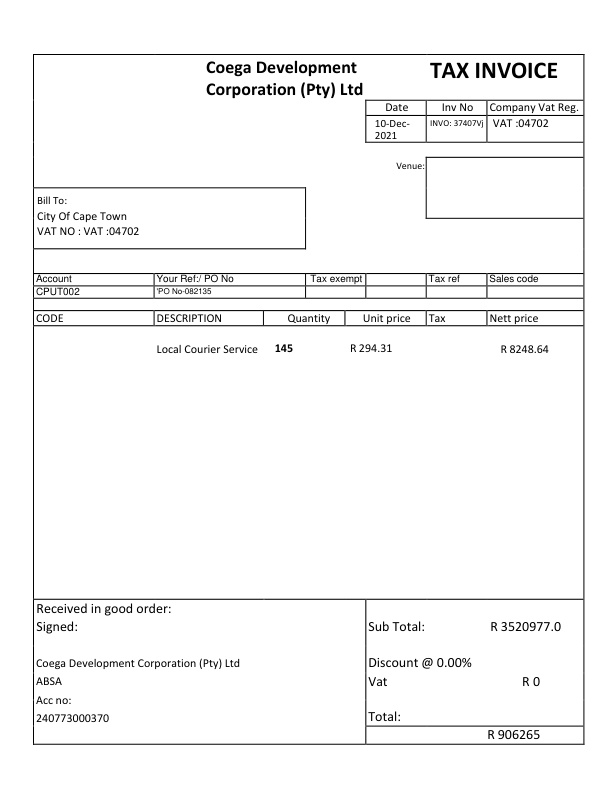 Coega Development
Corporation (Pty) Ltd
TAX INVOICE
Date Inv No Company Vat Reg.
10-Dec-
2021
INVO: 37407Vj VAT :04702
Venue:
Bill To:
City Of Cape Town
VAT NO : VAT :04702
Account Your Ref:/ PO No Tax exempt Tax ref Sales code
CPUT002 'PO No-082135
CODE DESCRIPTION Quantity Unit price Tax Nett price
Local Courier Service 145 R 294.31 R 8248.64
Received in good order:
Signed:
Sub Total: R 3520977.0
Coega Development Corporation (Pty) Ltd
Discount @ 0.00%
ABSA
Vat R 0
Acc no:
240773000370
Total:
R 906265